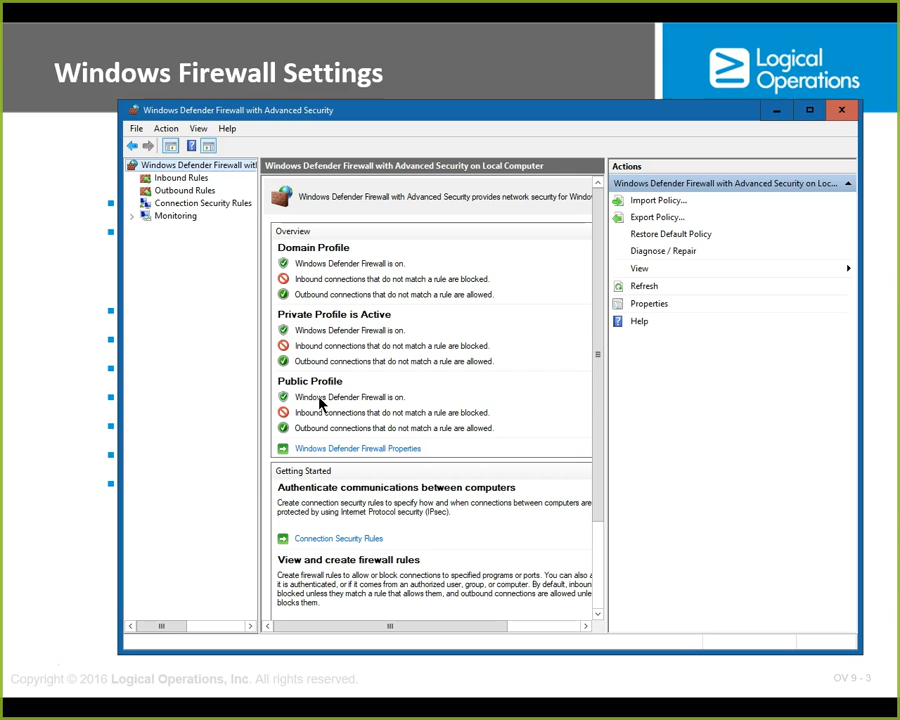 Windows Firewall Settings
Logical
Operations
Windows Defender Firewall with Advanced Security
File Action View Help
Windows Defender Firewall wit
Inbound Rules
Outbound Rules
Connection Security Rules
Monitoring
Windows Defender Firewall with Advanced Security on Local Computer
Windows Defender Firewall with Advanced Security provides network security for Windo
Overview
Domain Profile
Windows Defender Firewall is on.
Inbound connections that do not match a rule are blocked.
Outbound connections that do not match a rule are allowed.
Private Profile is Active
Windows Defender Firewall is on.
Inbound connections that do not match a rule are blocked.
Outbound connections that do not match a rule are allowed.
Public Profile
Windows Defender Firewall is on.
Inbound connections that do not match a rule are blocked.
Outbound connections that do not match a rule are allowed.
Windows Defender Firewall Properties
Getting Started
Authenticate communications between computers
Create connection security rules to specify how and when connections between computers are
protected by using Internet Protocol security (IPsec).
Connection Security Rules
View and create firewall rules
Create firewall rules to allow or block connections to specified programs or ports. You can also a
it is authenticated, or if it comes from an authorized user, group, or computer. By default, inboun
blocked unless they match a rule that allows them, and outbound connections are allowed unle
blocks them.
Actions
Windows Defender Firewall with Advanced Security on Loc...
Import Policy...
Export Policy...
Restore Default Policy
Diagnose / Repair
View
Refresh
Properties
Help
Copyright © 2016 Logical Operations, Inc. All rights reserved.
OV 9 - 3